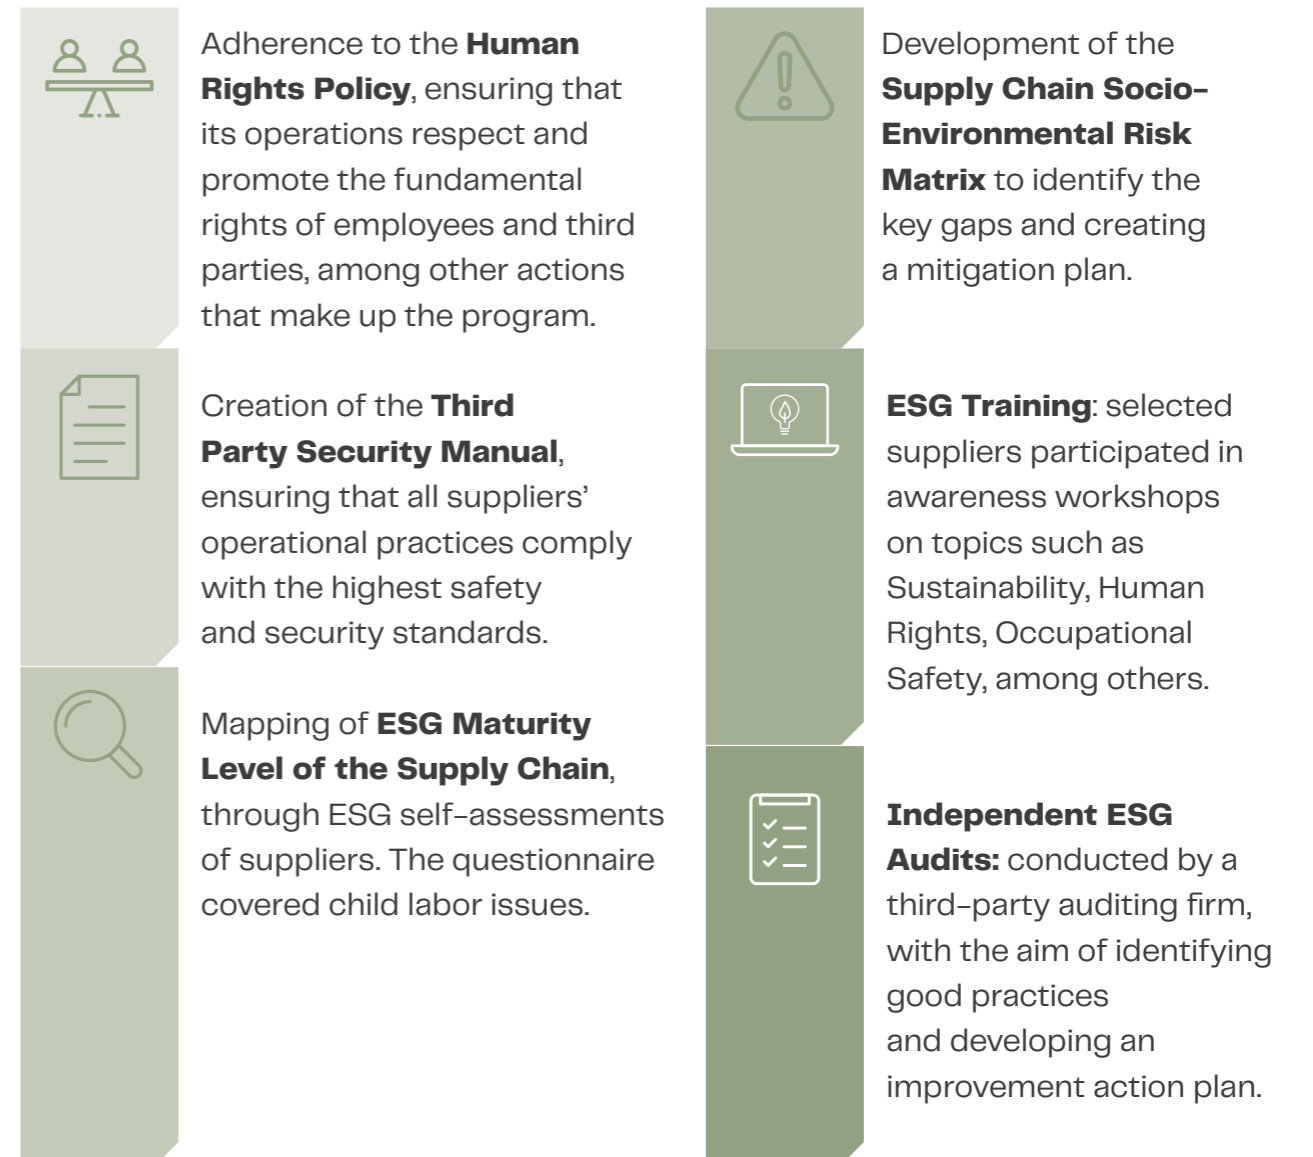 Adherence to the Human
Rights Policy, ensuring that
its operations respect and
promote the fundamental
rights of employees and third
parties, among other actions
that make up the program.
Creation of the Third
Party Security Manual,
ensuring that all suppliers’
operational practices comply
with the highest safety
and security standards.
Mapping of ESG Maturity
Level of the Supply Chain,
through ESG self-assessments
of suppliers. The questionnaire
covered child labor issues.
Development of the
Supply Chain Socio-
Environmental Risk
Matrix to identify the
key gaps and creating
a mitigation plan.
ESG Training: selected
suppliers participated in
awareness workshops
on topics such as
Sustainability, Human
Rights, Occupational
Safety, among others.
Independent ESG
Audits: conducted by a
third-party auditing firm,
with the aim of identifying
good practices
and developing an
improvement action plan.